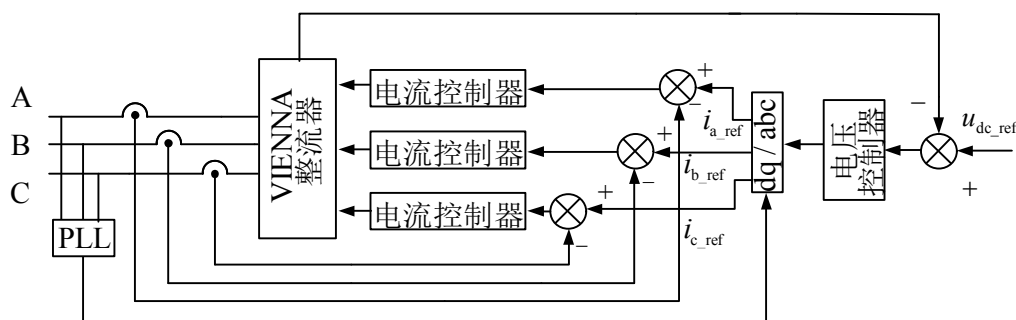 A
B
C
PLL
VIENNA
整流器
电流控制器
电流控制器
电流控制器
+
−
i_a_ref
+
−
i_b_ref
+
−
i_c_ref
dq/abc
电压
控制器
−
u_dc_ref
+